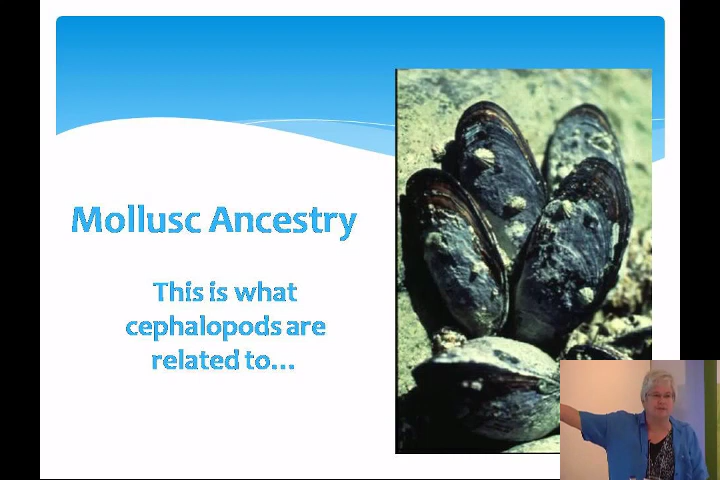 Mollusc Ancestry
This is what
cephalopods are
related to...